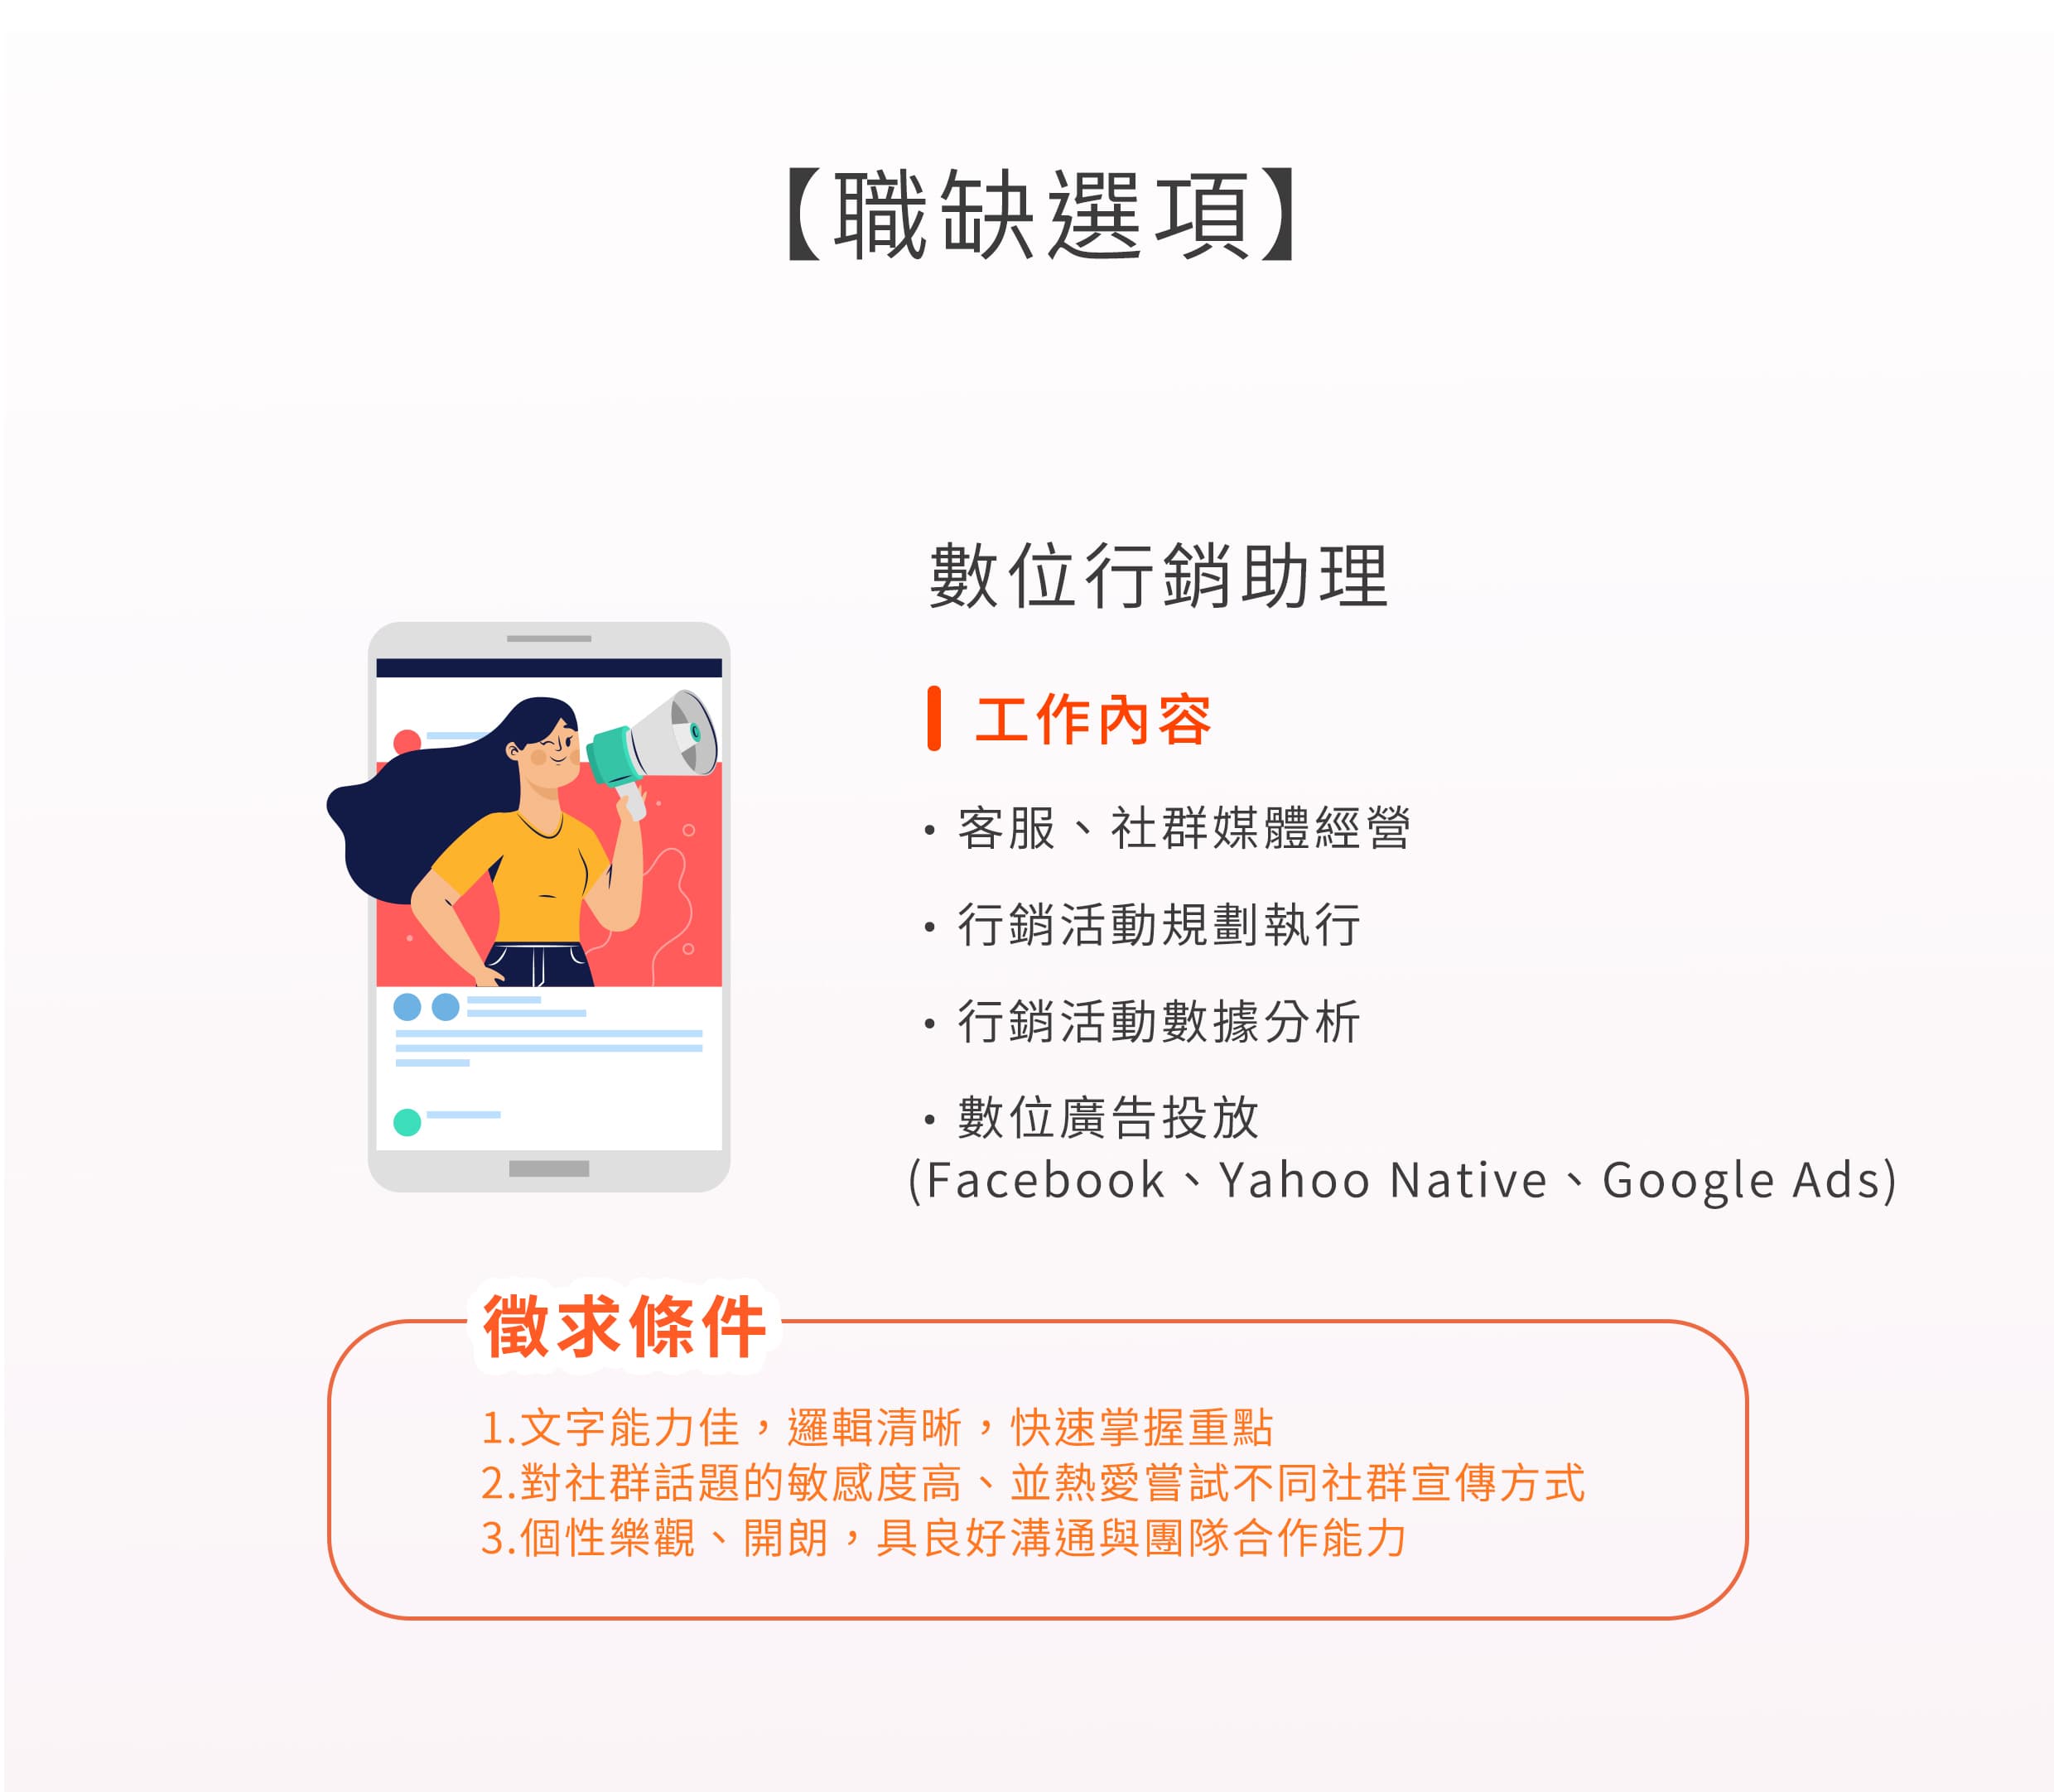 【職缺選項】
數位行銷助理
工作內容
• 客服、社群媒體經營
• 行銷活動規劃執行
• 行銷活動數據分析
• 數位廣告投放
(Facebook、Yahoo Native、Google Ads)
徵求條件
1.文字能力佳，邏輯清晰，快速掌握重點
2.對社群話題的敏感度高、並熱愛嘗試不同社群宣傳方式
3.個性樂觀、開朗，具良好溝通與團隊合作能力